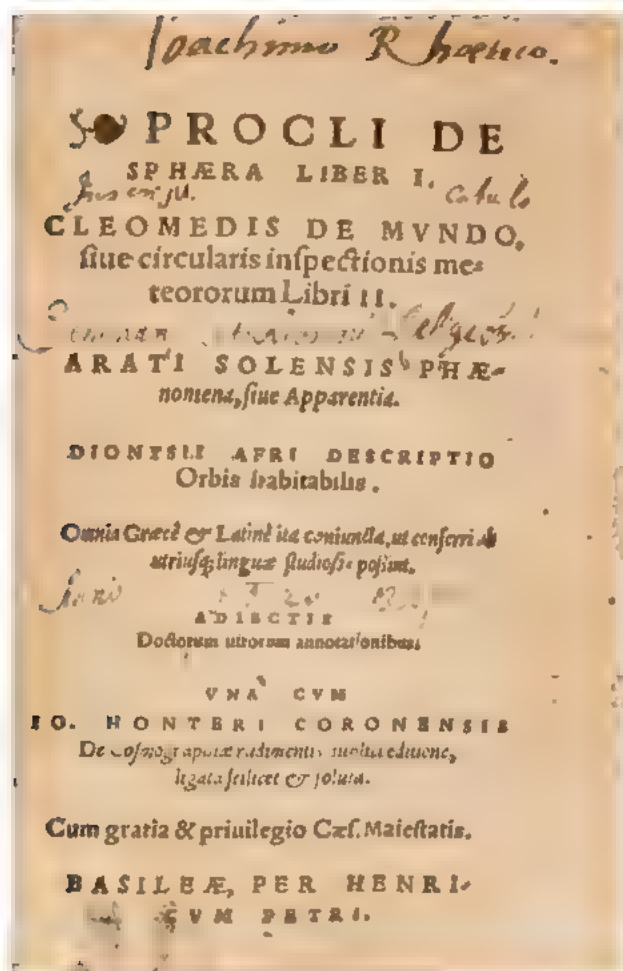 Joachimo Rhætico.
PROCLI DE
SPHÆRA LIBER I.
CLEOMEDIS DE MVNDO,
ſiue circularis inſpectionis me⸗
teororum Libri II.
ARATI SOLENSIS PHÆ⸗
nomena, ſiue Apparentia.
DIONYSII AFRI DESCRIPTIO
Orbis habitabilis.
Omnia Græcè & Latinè ita coniuncta, ut conferri ab
utriuſq; linguæ ſtudioſis poſſint.
ADIECTIS
Doctorum uirorum annotationibus.
VNA CVM
IO. HONTERI CORONENSIS
De Coſmographiæ rudimentis editione,
ligata ſcilicet & ſoluta.
Cum gratia & priuilegio Cæſ. Maieſtatis.
BASILEÆ, PER HENRI⸗
CVM PETRI.